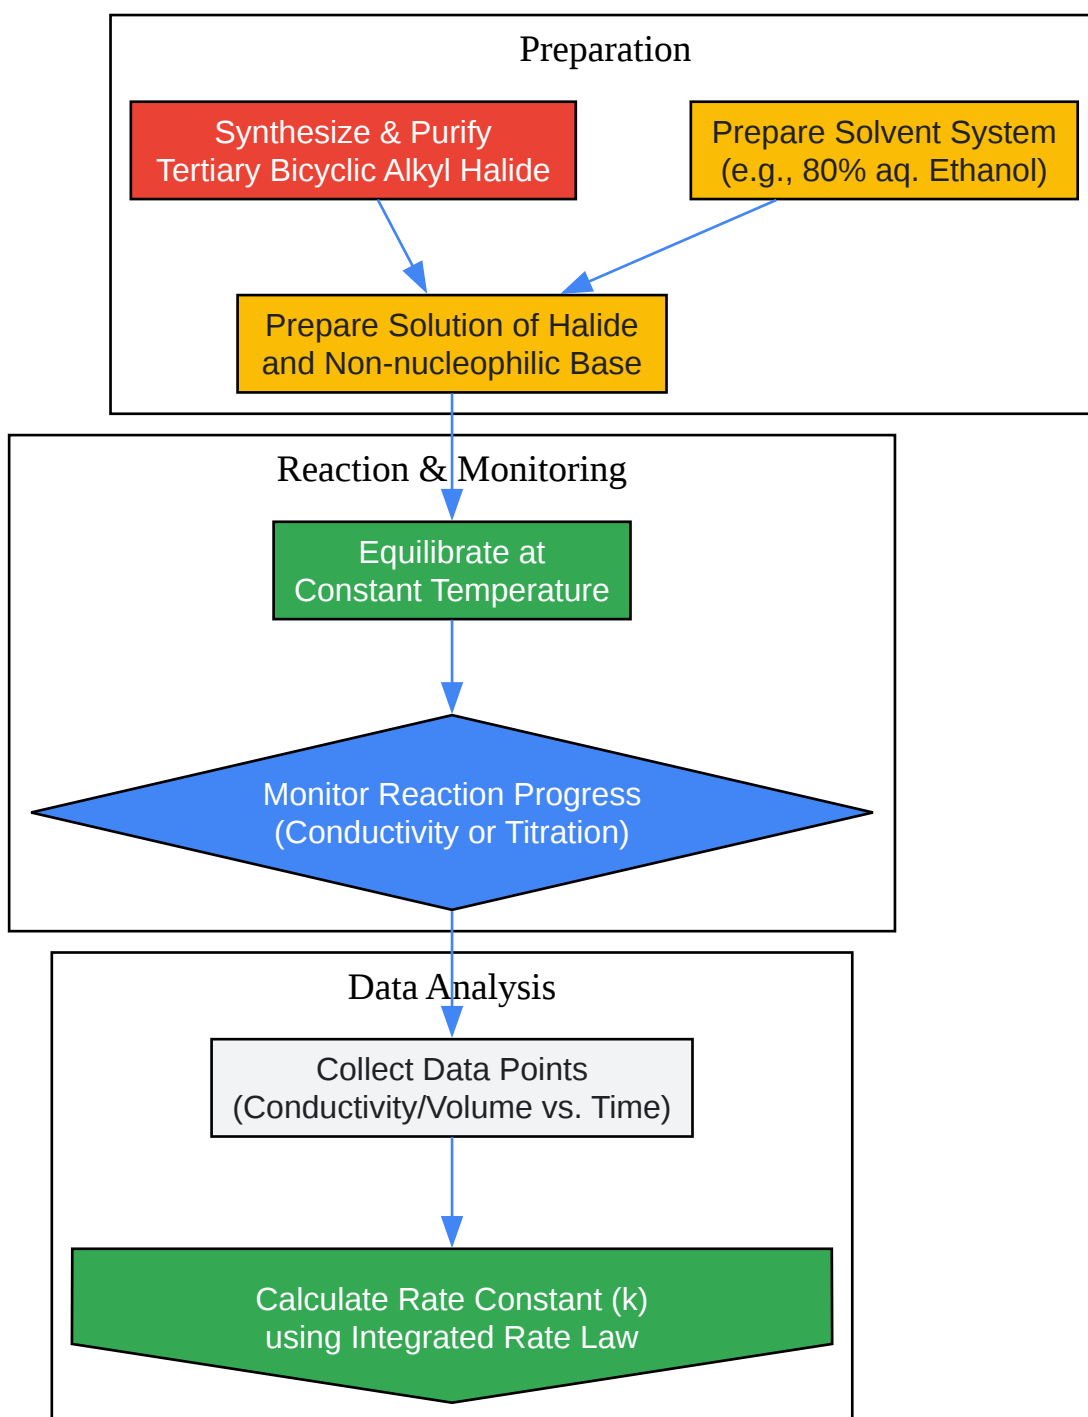 Preparation
Synthesize & Purify
Tertiary Bicyclic Alkyl Halide
Prepare Solvent System
(e.g., 80% aq. Ethanol)
Prepare Solution of Halide
and Non-nucleophilic Base
Reaction & Monitoring
Equilibrate at
Constant Temperature
Monitor Reaction Progress
(Conductivity or Titration)
Data Analysis
Collect Data Points
(Conductivity/Volume vs. Time)
Calculate Rate Constant (k)
using Integrated Rate Law